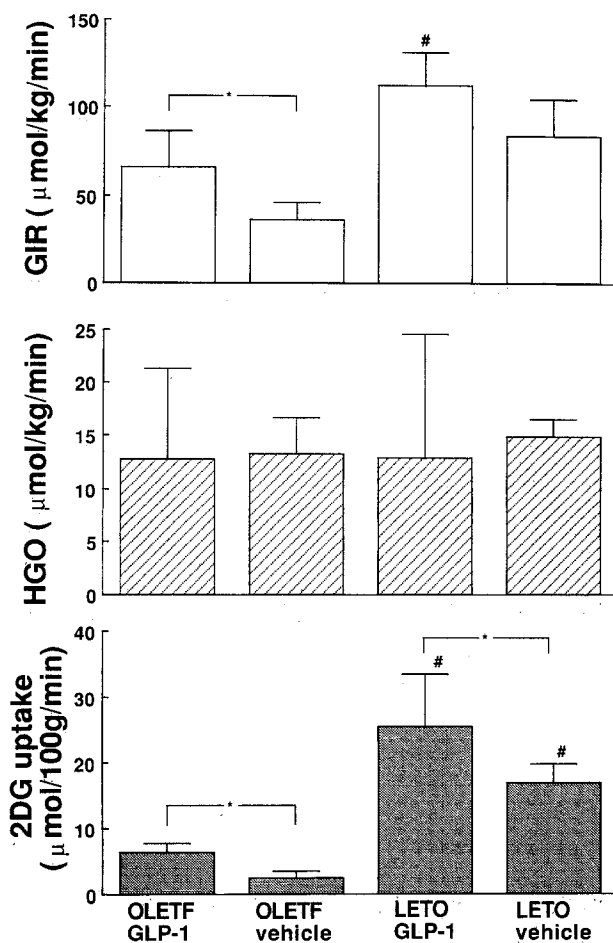 GIR ( μmol/kg/min)
150
100
50
0
*
#
HGO ( μmol/kg/min)
25
20
15
10
5
0
2DG uptake
( μmol/100g/min)
40
30
20
10
0
*
#
*
#
OLETF
GLP-1
OLETF
vehicle
LETO
GLP-1
LETO
vehicle